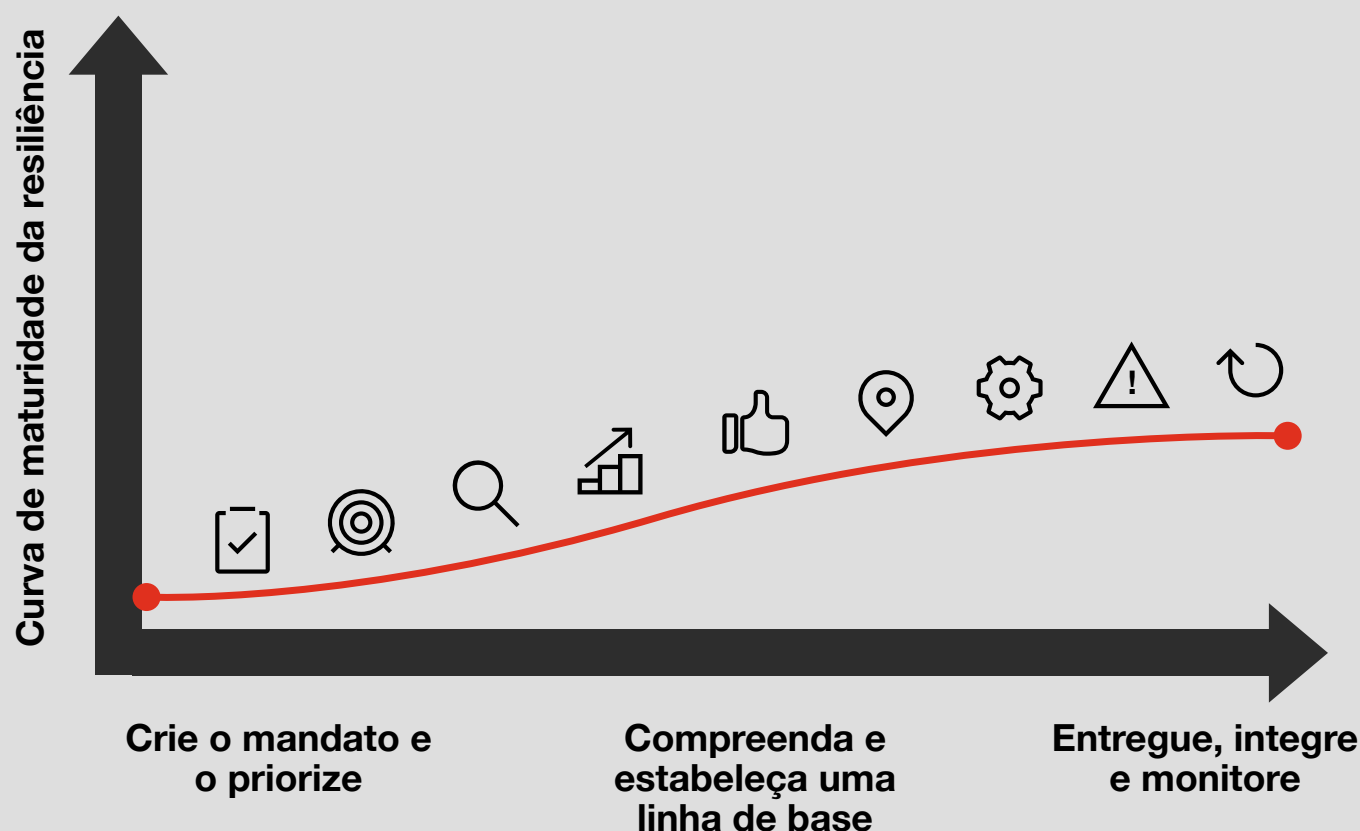 Curva de maturidade da resiliência
!
Crie o mandato e
o priorize
Compreenda e
estabeleça uma
linha de base
Entregue, integre
e monitore